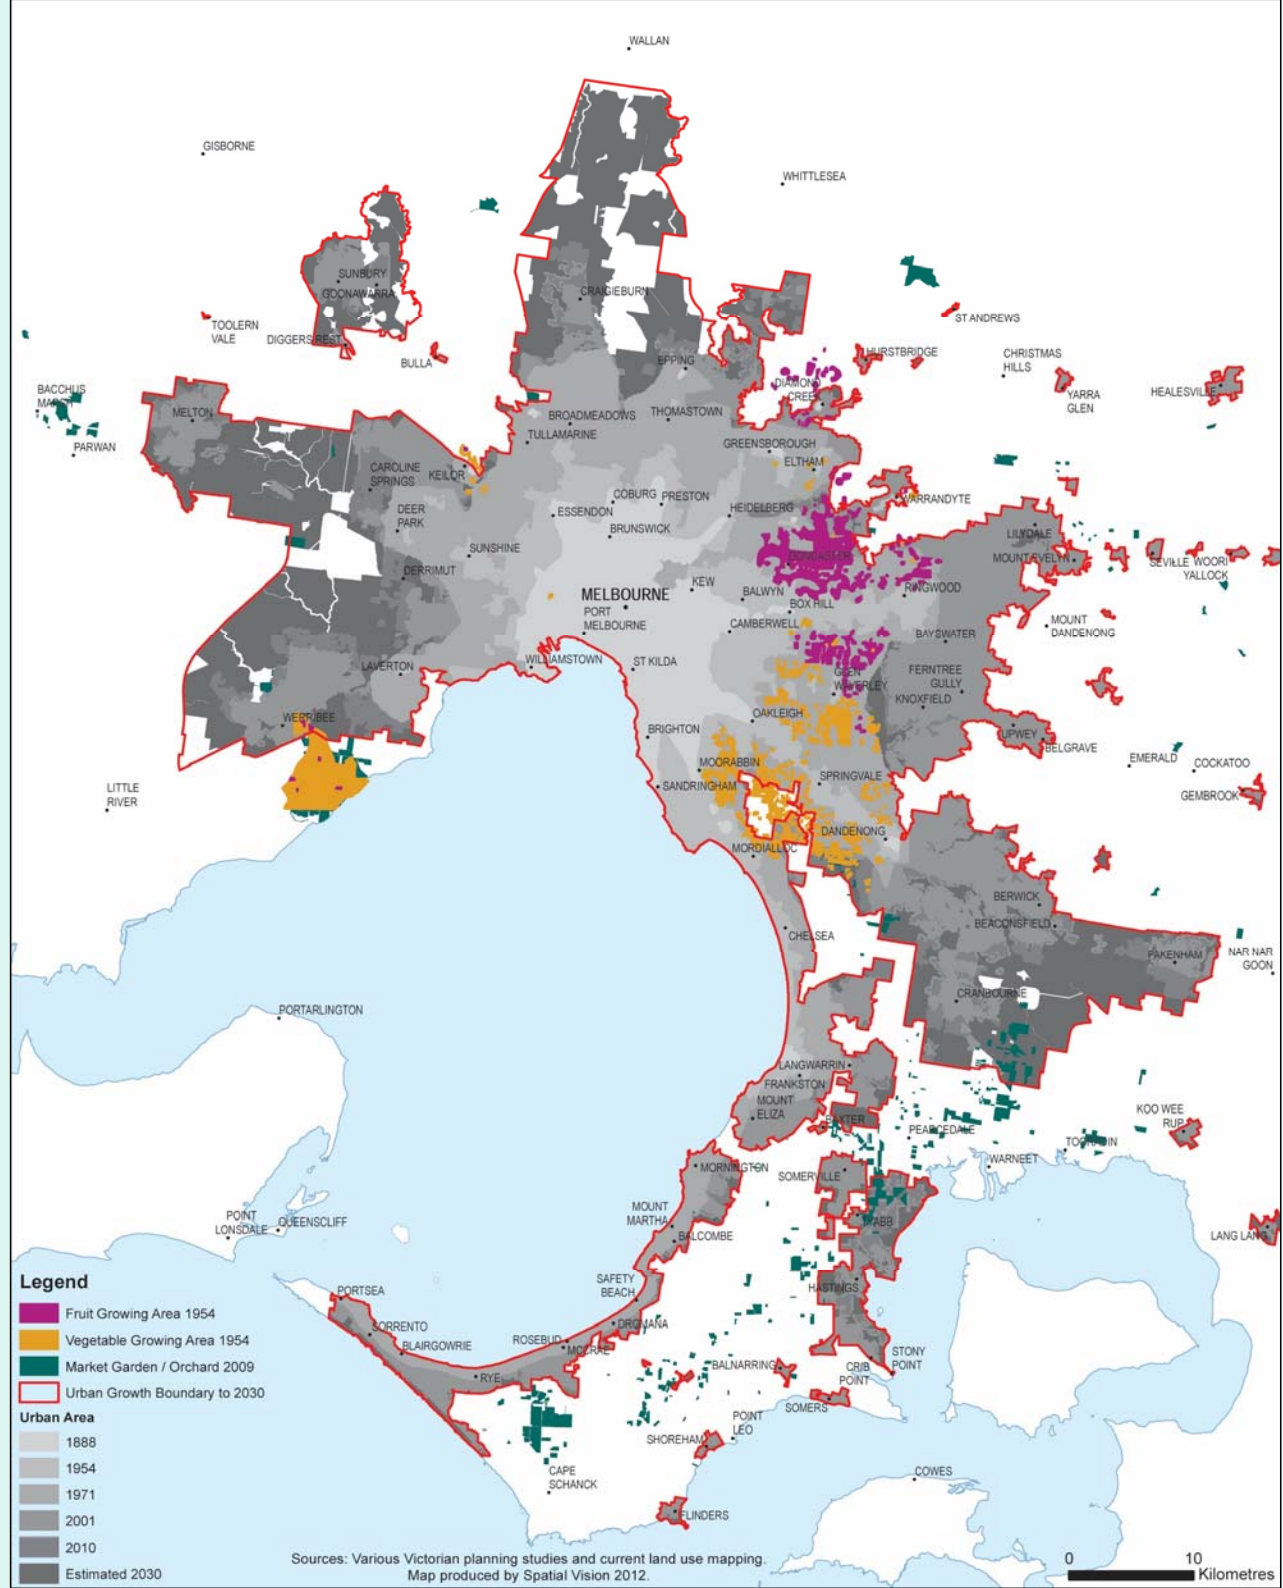 WALLAN
GISBORNE
WHITTLESEA
SUNBURY
GOONAWARRA
CRAIGIEBURN
TOOLERN
VALE
DIGGERS REST
BULLA
ST ANDREWS
EPPING
HURSTBRIDGE
CHRISTMAS
HILLS
DIAMOND
CREEK
YARRA
GLEN
HEALESVILLE
BACCHUS
MARSH
PARWAN
MELTON
BROADMEADOWS
THOMASTOWN
TULLAMARINE
GREENSBOROUGH
ELTHAM
CAROLINE
SPRINGS
KEILOR
COBURG
PRESTON
WARRANDYTE
DEER
PARK
ESSENDON
HEIDELBERG
BRUNSWICK
LILYDALE
SUNSHINE
DONCASTER
MOUNT EVELYN
SEVILLE
WOORI
YALLOCK
DERRIMUT
KEW
MELBOURNE
BALWYN
RINGWOOD
PORT
MELBOURNE
BOX HILL
CAMBERWELL
MOUNT
DANDENONG
BAYSWATER
LAVERTON
WILLIAMSTOWN
ST KILDA
GLEN
WAVERLEY
FERNTREE
GULLY
KNOXFIELD
WERRIBEE
OAKLEIGH
BRIGHTON
UPWEY
BELGRAVE
EMERALD
COCKATOO
MOORABBIN
SPRINGVALE
SANDRINGHAM
GEMBROOK
LITTLE
RIVER
DANDENONG
MORDIALLOC
BERWICK
BEACONSFIELD
CHELSEA
PAKENHAM
NAR NAR
GOON
CRANBOURNE
PORTARLINGTON
LANGWARRIN
FRANKSTON
MOUNT
ELIZA
BAXTER
PEARCEDALE
KOO WEE
RUP
TOORADIN
WARNEET
MORNINGTON
SOMERVILLE
POINT
LONSDALE
QUEENSCLIFF
MOUNT
MARTHA
BALCOMBE
LANG LANG
SAFETY
BEACH
HASTINGS
PORTSEA
SORRENTO
BLAIRGOWRIE
ROSEBUD
MCCRAE
DROMANA
RYE
BALNARRING
CRIB
POINT
STONY
POINT
SOMERS
POINT
LEO
SHOREHAM
CAPE
SCHANCK
COWES
FLINDERS
Legend
Fruit Growing Area 1954
Vegetable Growing Area 1954
Market Garden / Orchard 2009
Urban Growth Boundary to 2030
Urban Area
1888
1954
1971
2001
2010
Estimated 2030
Sources: Various Victorian planning studies and current land use mapping.
Map produced by Spatial Vision 2012.
0 10
Kilometres